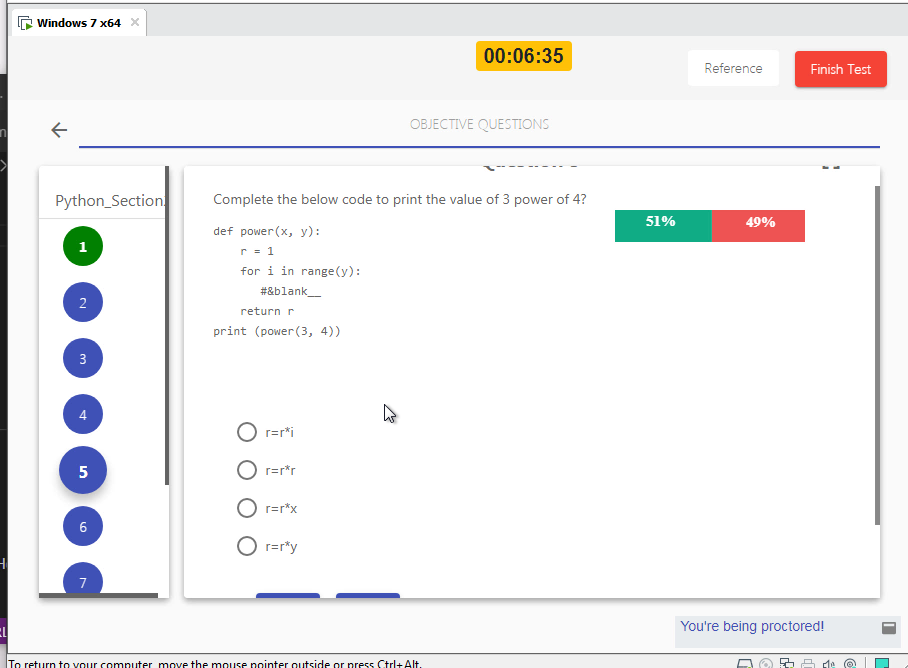 Windows 7 x64
00:06:35
Reference
Finish Test
OBJECTIVE QUESTIONS
Python_Section
Complete the below code to print the value of 3 power of 4?
51% 49%
1
2
3
4
5
6
7
def power(x, y):
r = 1
for i in range(y):
#&blank__
return r
print (power(3, 4))
r=r*i
r=r*r
r=r*x
r=r*y
You're being proctored!
To return to your computer, move the mouse pointer outside or press Ctrl+Alt.